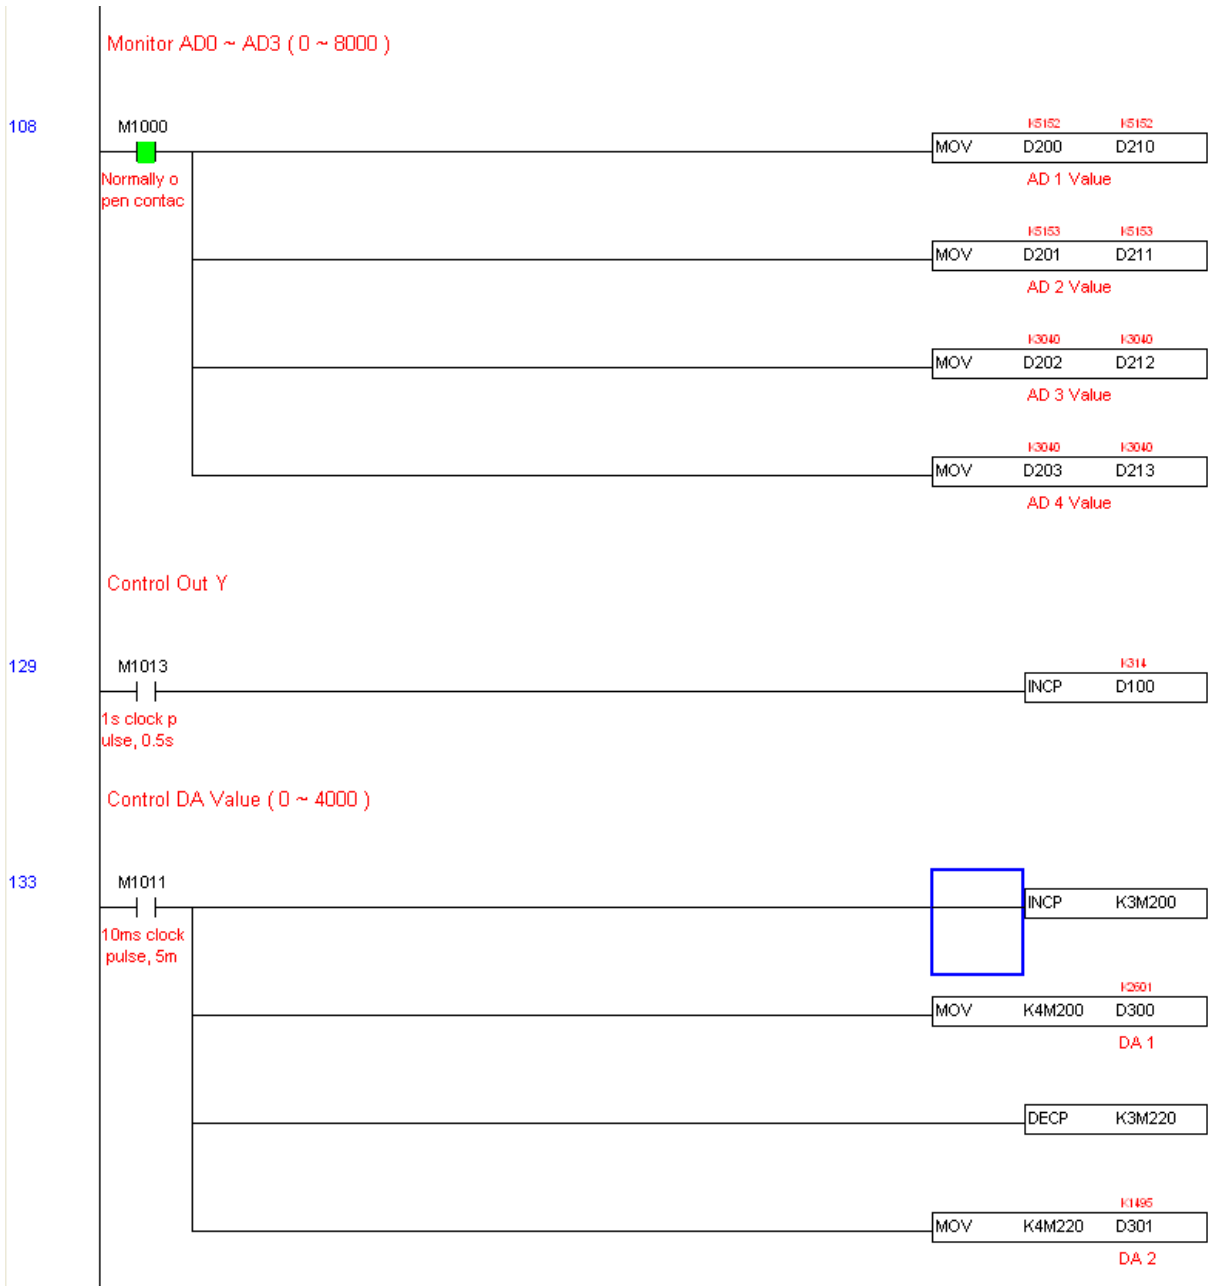 Monitor AD0 ~ AD3 ( 0 ~ 8000 )
108 M1000 K5152 K5152
MOV D200 D210
Normally o
pen contac
AD 1 Value
K5153 K5153
MOV D201 D211
AD 2 Value
K3040 K3040
MOV D202 D212
AD 3 Value
K3040 K3040
MOV D203 D213
AD 4 Value
Control Out Y
129 M1013 K314
INCP D100
1s clock p
ulse, 0.5s
Control DA Value ( 0 ~ 4000 )
133 M1011
INCP K3M200
10ms clock
pulse, 5m
K2601
MOV K4M200 D300
DA 1
DECP K3M220
K1495
MOV K4M220 D301
DA 2